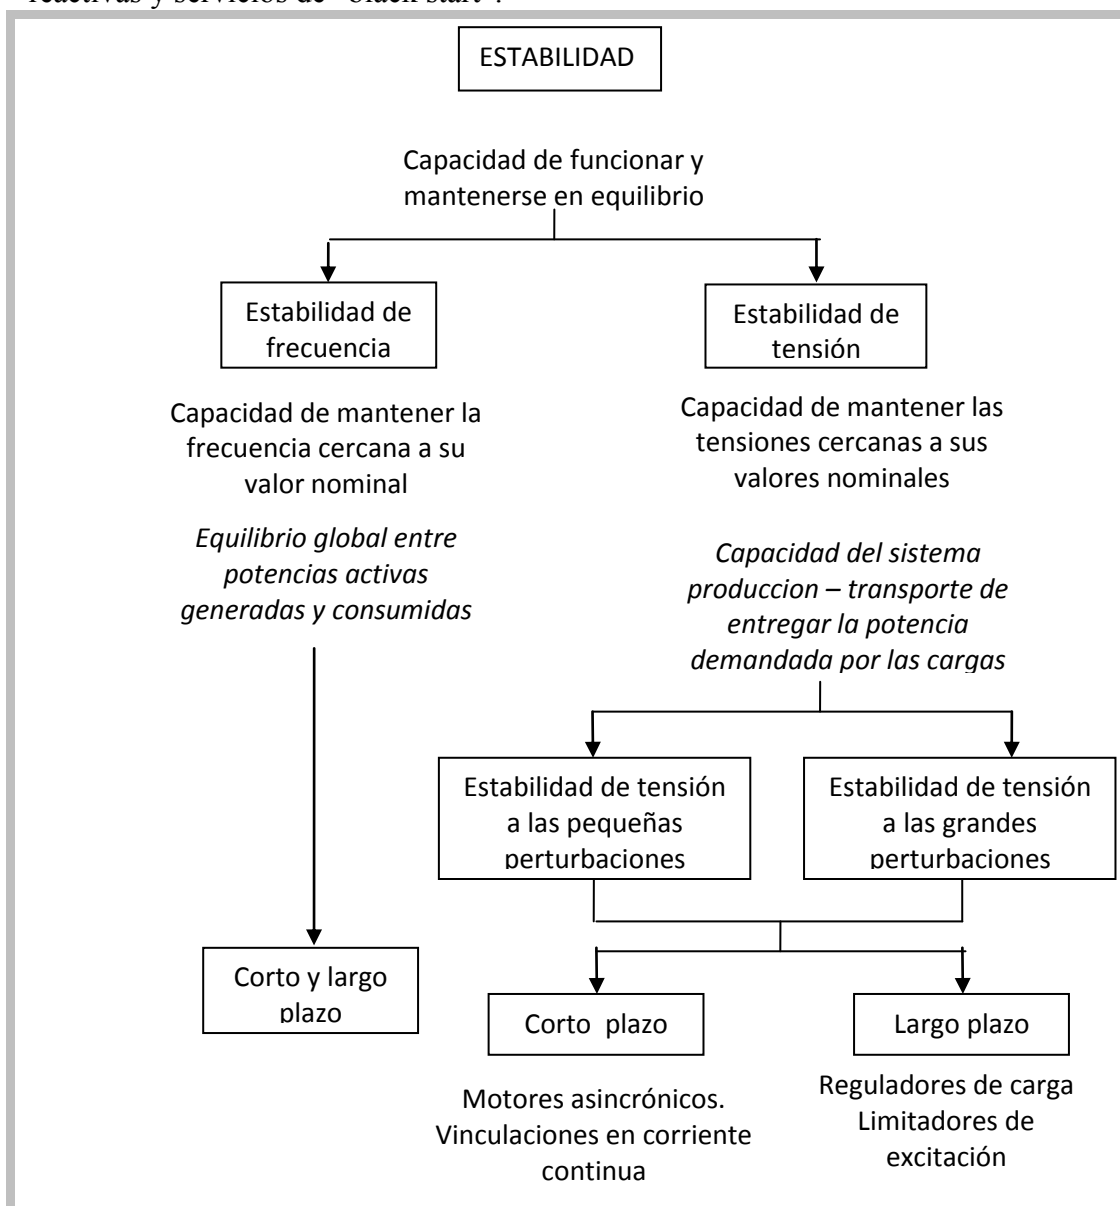 reactivas y servicios de "black start".
ESTABILIDAD
Capacidad de funcionar y
mantenerse en equilibrio
Estabilidad de
frecuencia
Estabilidad de
tensión
Capacidad de mantener la
frecuencia cercana a su
valor nominal
Capacidad de mantener las
tensiones cercanas a sus
valores nominales
Equilibrio global entre
potencias activas
generadas y consumidas
Capacidad del sistema
produccion – transporte de
entregar la potencia
demandada por las cargas
Estabilidad de tensión
a las pequeñas
perturbaciones
Estabilidad de tensión
a las grandes
perturbaciones
Corto y largo
plazo
Corto  plazo
Largo plazo
Motores asincrónicos.
Vinculaciones en corriente
continua
Reguladores de carga
Limitadores de
excitación